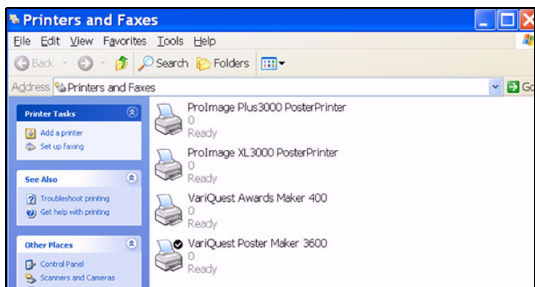 Printers and Faxes
File Edit View Favorites Tools Help
Back Search Folders
Address Printers and Faxes Go
Printer Tasks
Add a printer
Set up faxing
See Also
Troubleshoot printing
Get help with printing
Other Places
Control Panel
Scanners and Cameras
ProImage Plus3000 PosterPrinter
0
Ready
ProImage XL3000 PosterPrinter
0
Ready
VariQuest Awards Maker 400
0
Ready
VariQuest Poster Maker 3600
0
Ready